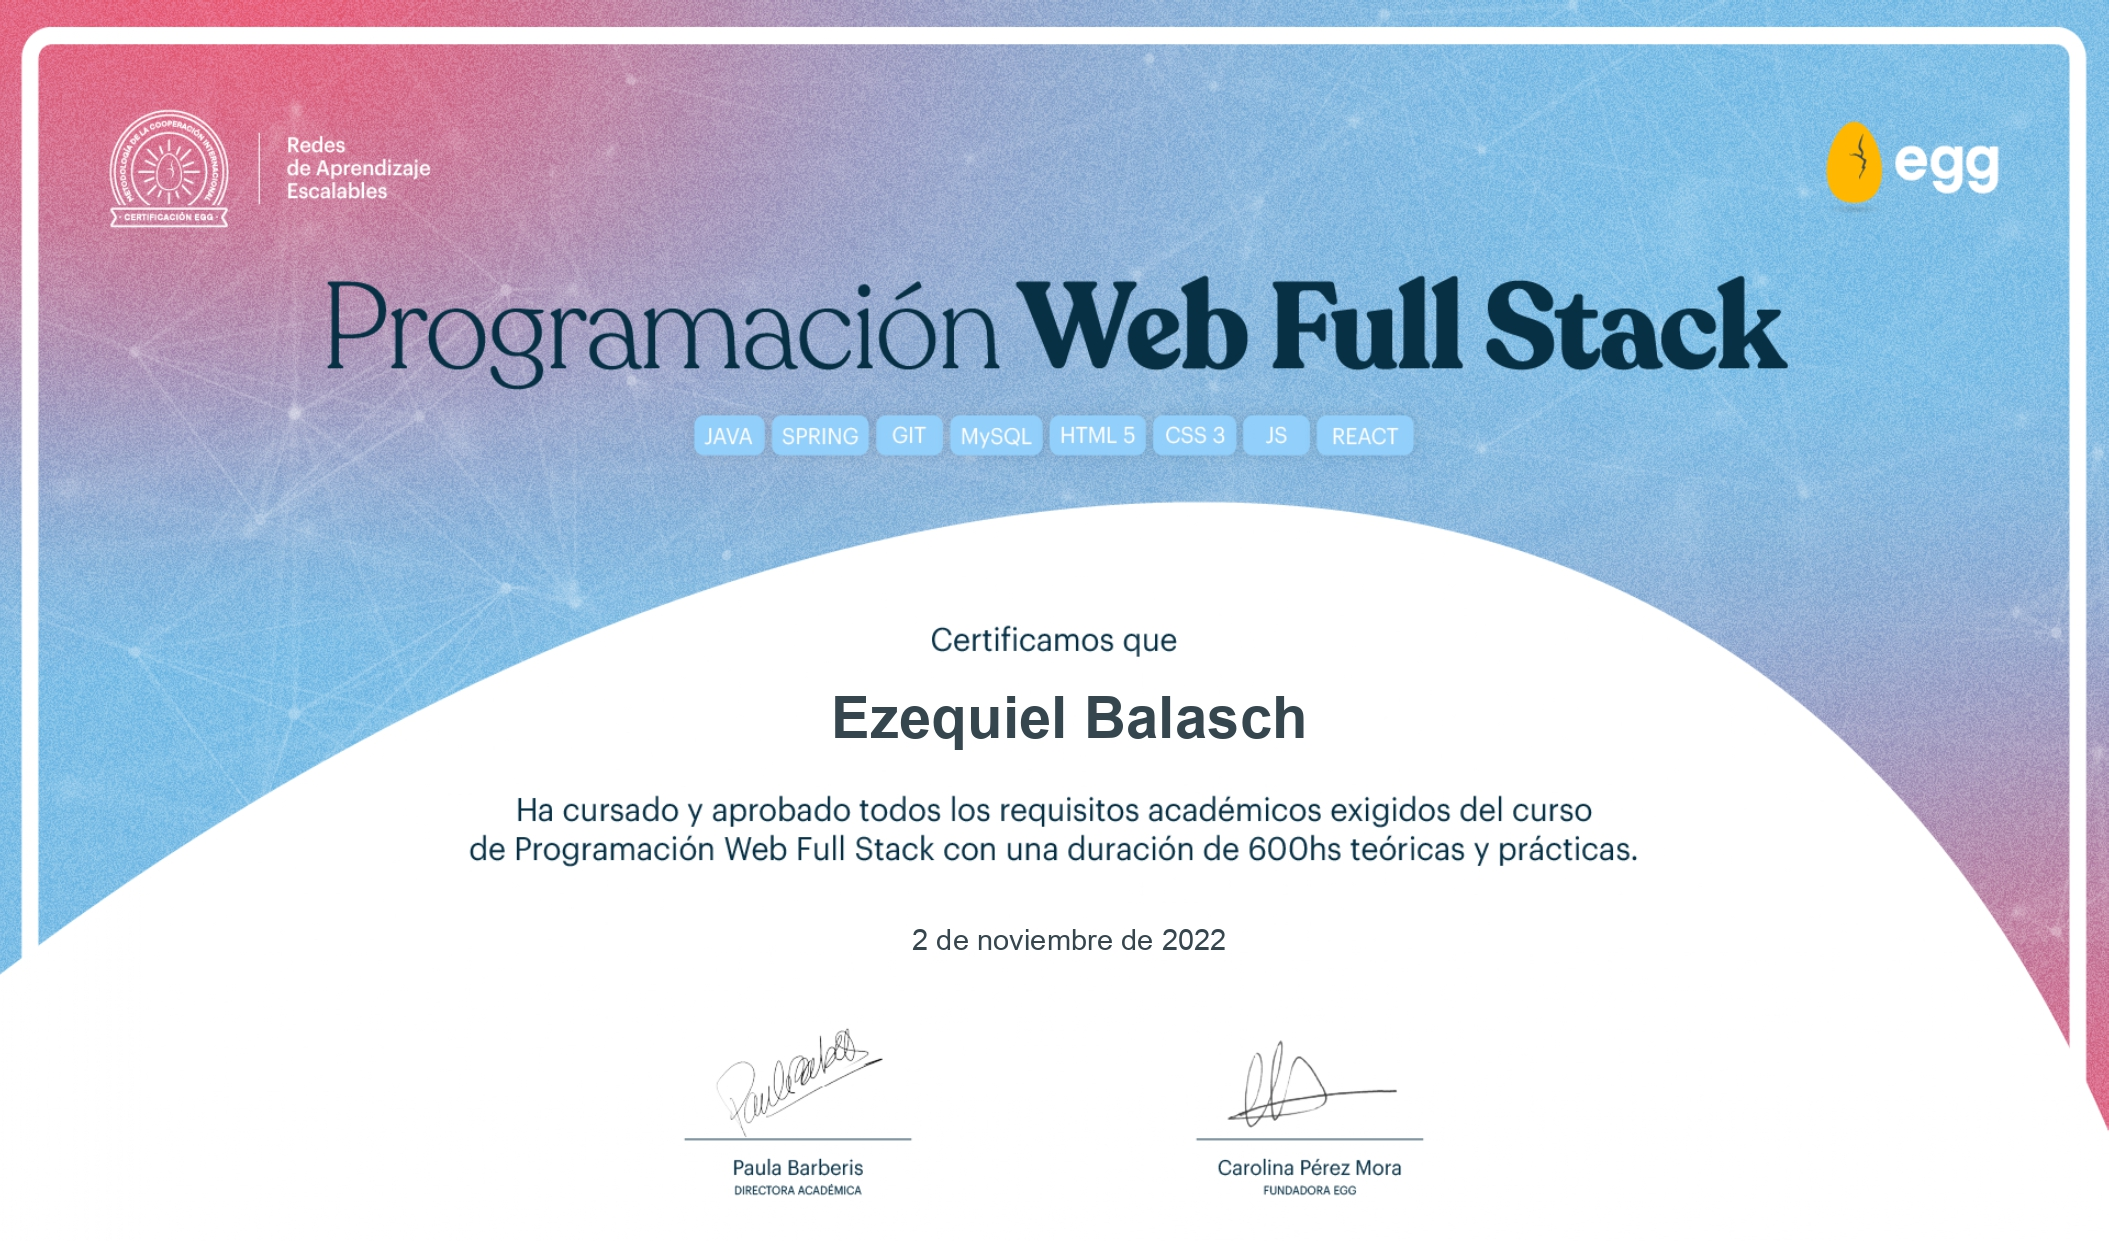 METODOLOGÍA DE LA COOPERACIÓN INTERNACIONAL
· CERTIFICACIÓN EGG ·
Redes
de Aprendizaje
Escalables
egg
Programación Web Full Stack
JAVA SPRING GIT MySQL HTML 5 CSS 3 JS REACT
Certificamos que
Ezequiel Balasch
Ha cursado y aprobado todos los requisitos académicos exigidos del curso
de Programación Web Full Stack con una duración de 600hs teóricas y prácticas.
2 de noviembre de 2022
Paula Barberis
DIRECTORA ACADÉMICA
Carolina Pérez Mora
FUNDADORA EGG